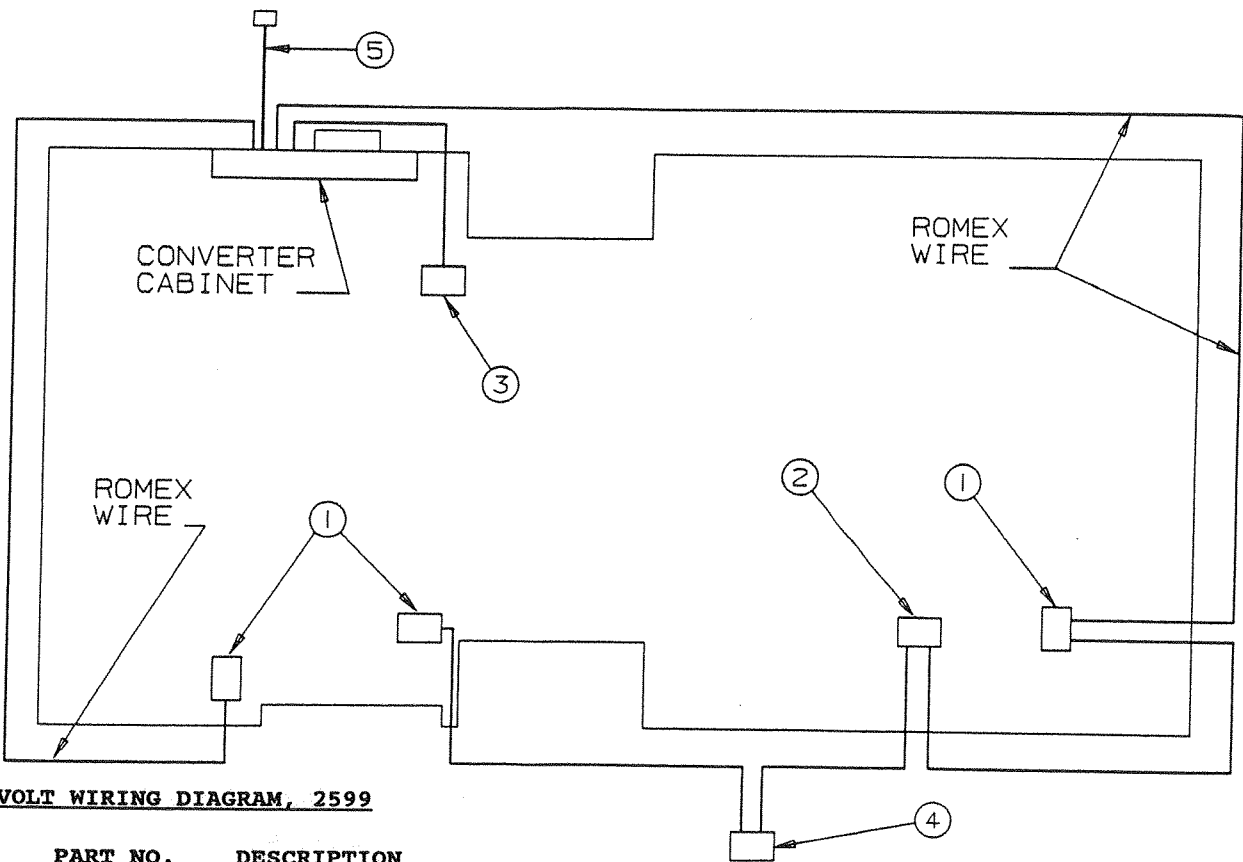 5
CONVERTER
CABINET
ROMEX
WIRE
3
ROMEX
WIRE
1
2
1
4
VOLT WIRING DIAGRAM, 2599
PART NO. DESCRIPTION